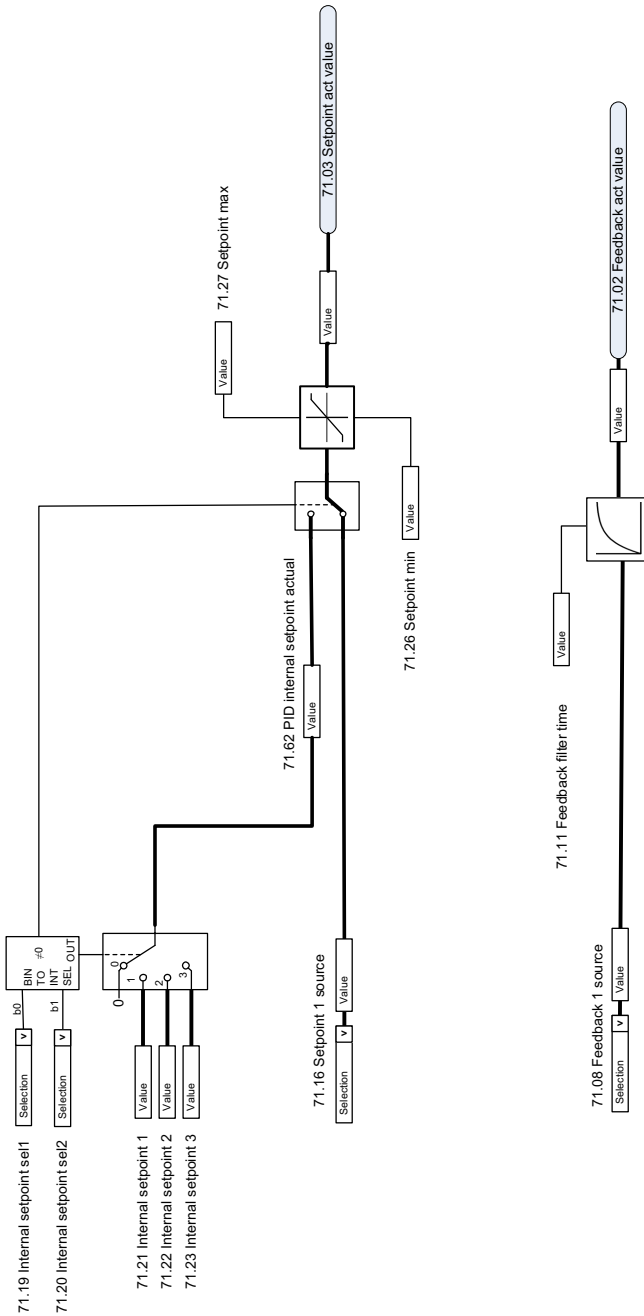 71.19 Internal setpoint sel1
Selection
v
b0
71.20 Internal setpoint sel2
Selection
v
b1
BIN
TO
INT
SEL
≠0
OUT
0
0
1
2
3
71.21 Internal setpoint 1
Value
71.22 Internal setpoint 2
Value
71.23 Internal setpoint 3
Value
71.62 PID internal setpoint actual
Value
71.16 Setpoint 1 source
Selection
v
Value
71.27 Setpoint max
Value
71.26 Setpoint min
Value
Value
71.03 Setpoint act value
71.11 Feedback filter time
Value
71.08 Feedback 1 source
Selection
v
Value
Value
71.02 Feedback act value